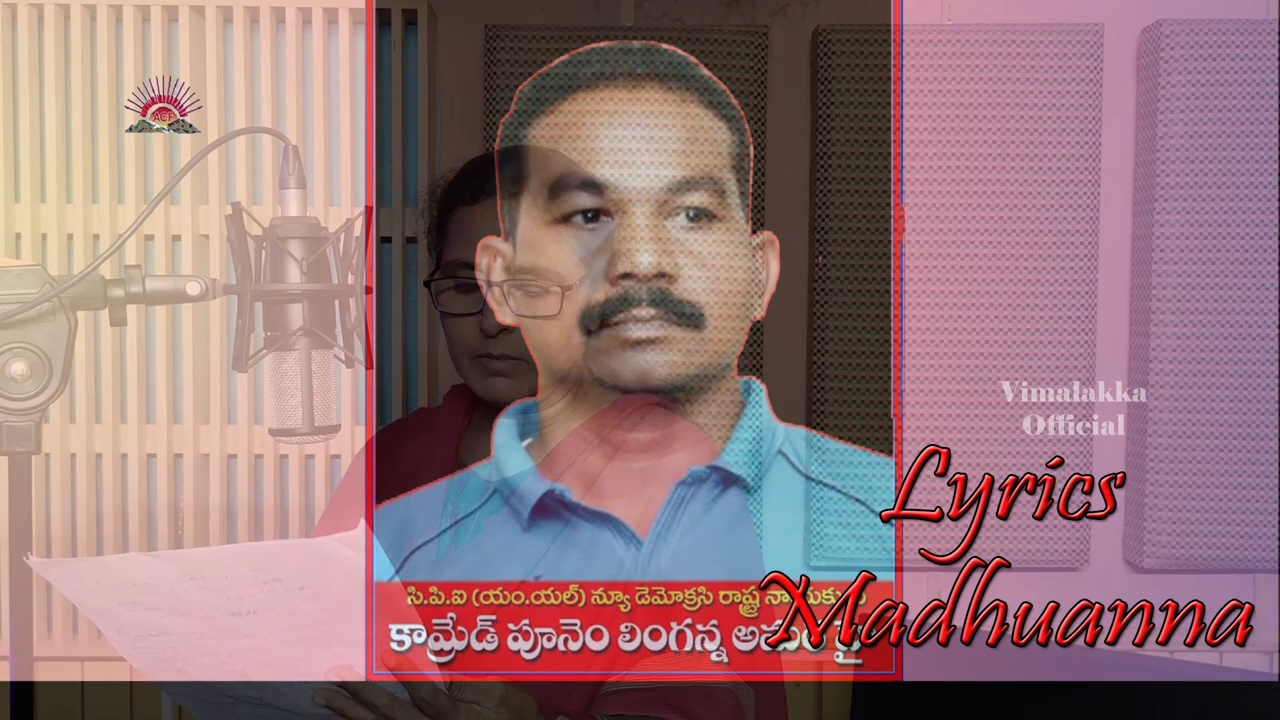 ACF
Vimalakka
Official
Lyrics
Madhuanna
సి.పి.ఐ (యం.యల్) న్యూ డెమోక్రసి రాష్ట్ర
కామ్రేడ్ పూనెం లింగన్న